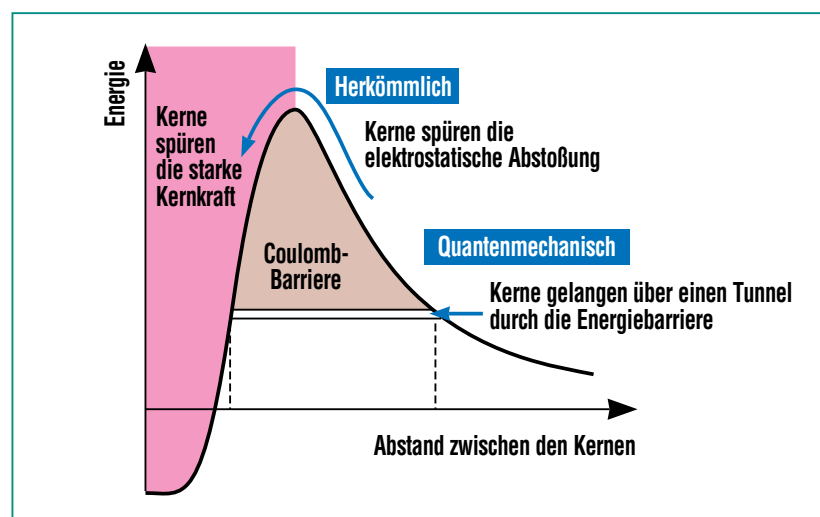 Energie
Kerne
spüren
die starke
Kernkraft
Herkömmlich
Kerne spüren die
elektrostatische Abstoßung
Coulomb-
Barriere
Quantenmechanisch
Kerne gelangen über einen Tunnel
durch die Energiebarriere
Abstand zwischen den Kernen